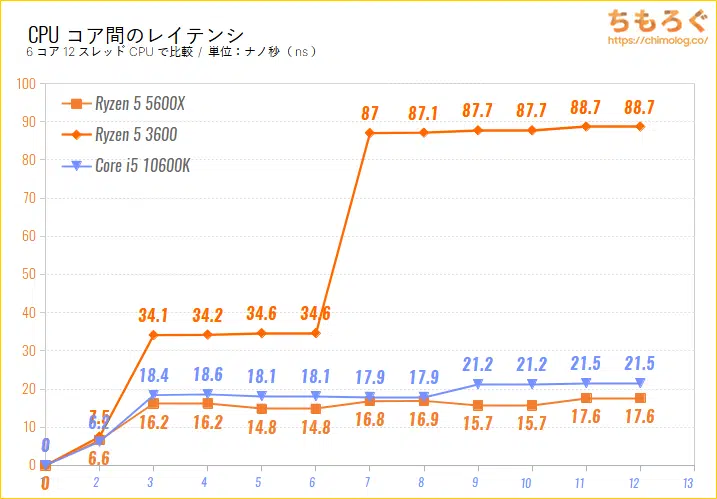 CPU コア間のレイテンシ
6 コア 12 スレッド CPU で比較 / 単位：ナノ秒（ns）
ちもろぐ
https://chimolog.co/
Ryzen 5 5600X
Ryzen 5 3600
Core i5 10600K
100
90
80
70
60
50
40
30
20
10
0
87 87.1 87.7 87.7 88.7 88.7
34.1 34.2 34.6 34.6
18.4 18.6 18.1 18.1 17.9 17.9 21.2 21.2 21.5 21.5
16.2 16.2 14.8 14.8 16.8 16.9 15.7 15.7 17.6 17.6
7.5
6.2
6.6
0
0
1 2 3 4 5 6 7 8 9 10 11 12 13